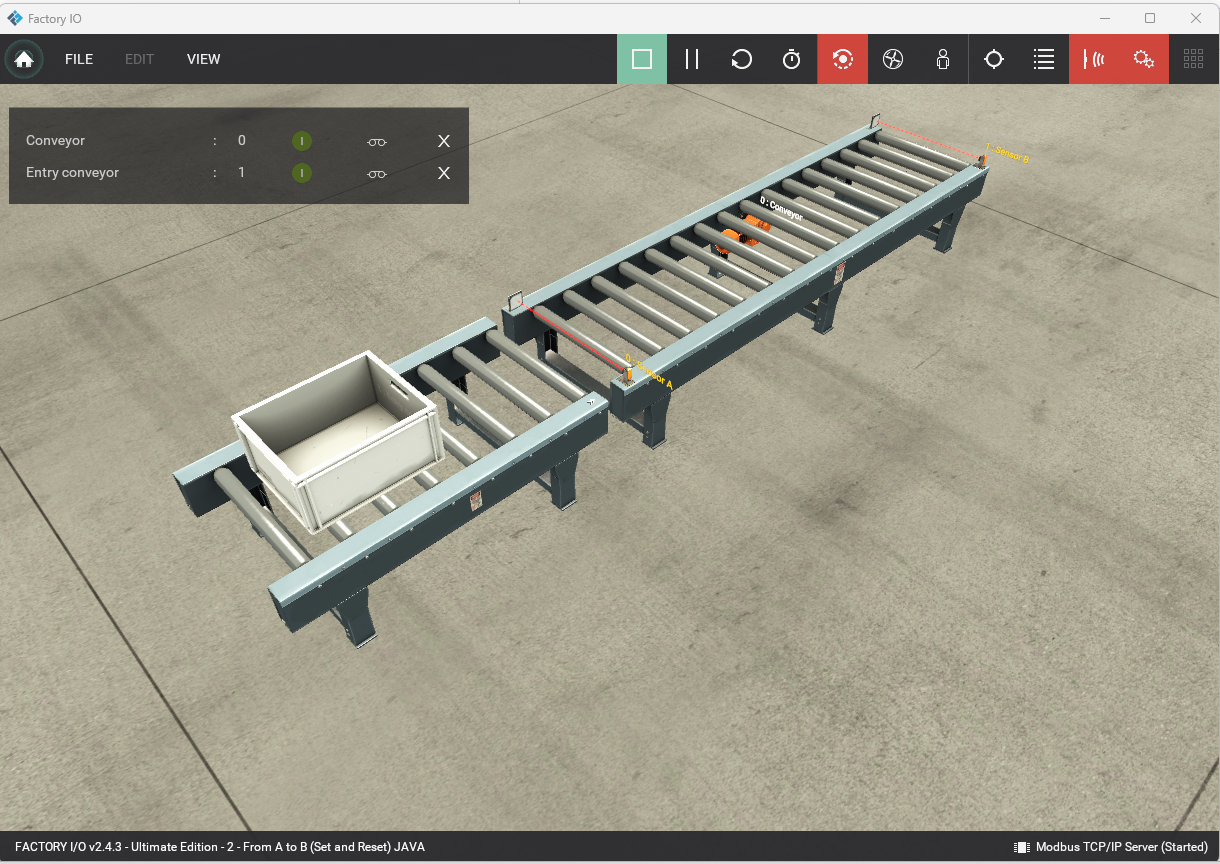 Factory IO
FILE EDIT VIEW
Conveyor : 0
Entry conveyor : 1
1 : Sensor B
0 : Conveyor
0 : Sensor A
FACTORY I/O v2.4.3 - Ultimate Edition - 2 - From A to B (Set and Reset) JAVA
Modbus TCP/IP Server (Started)